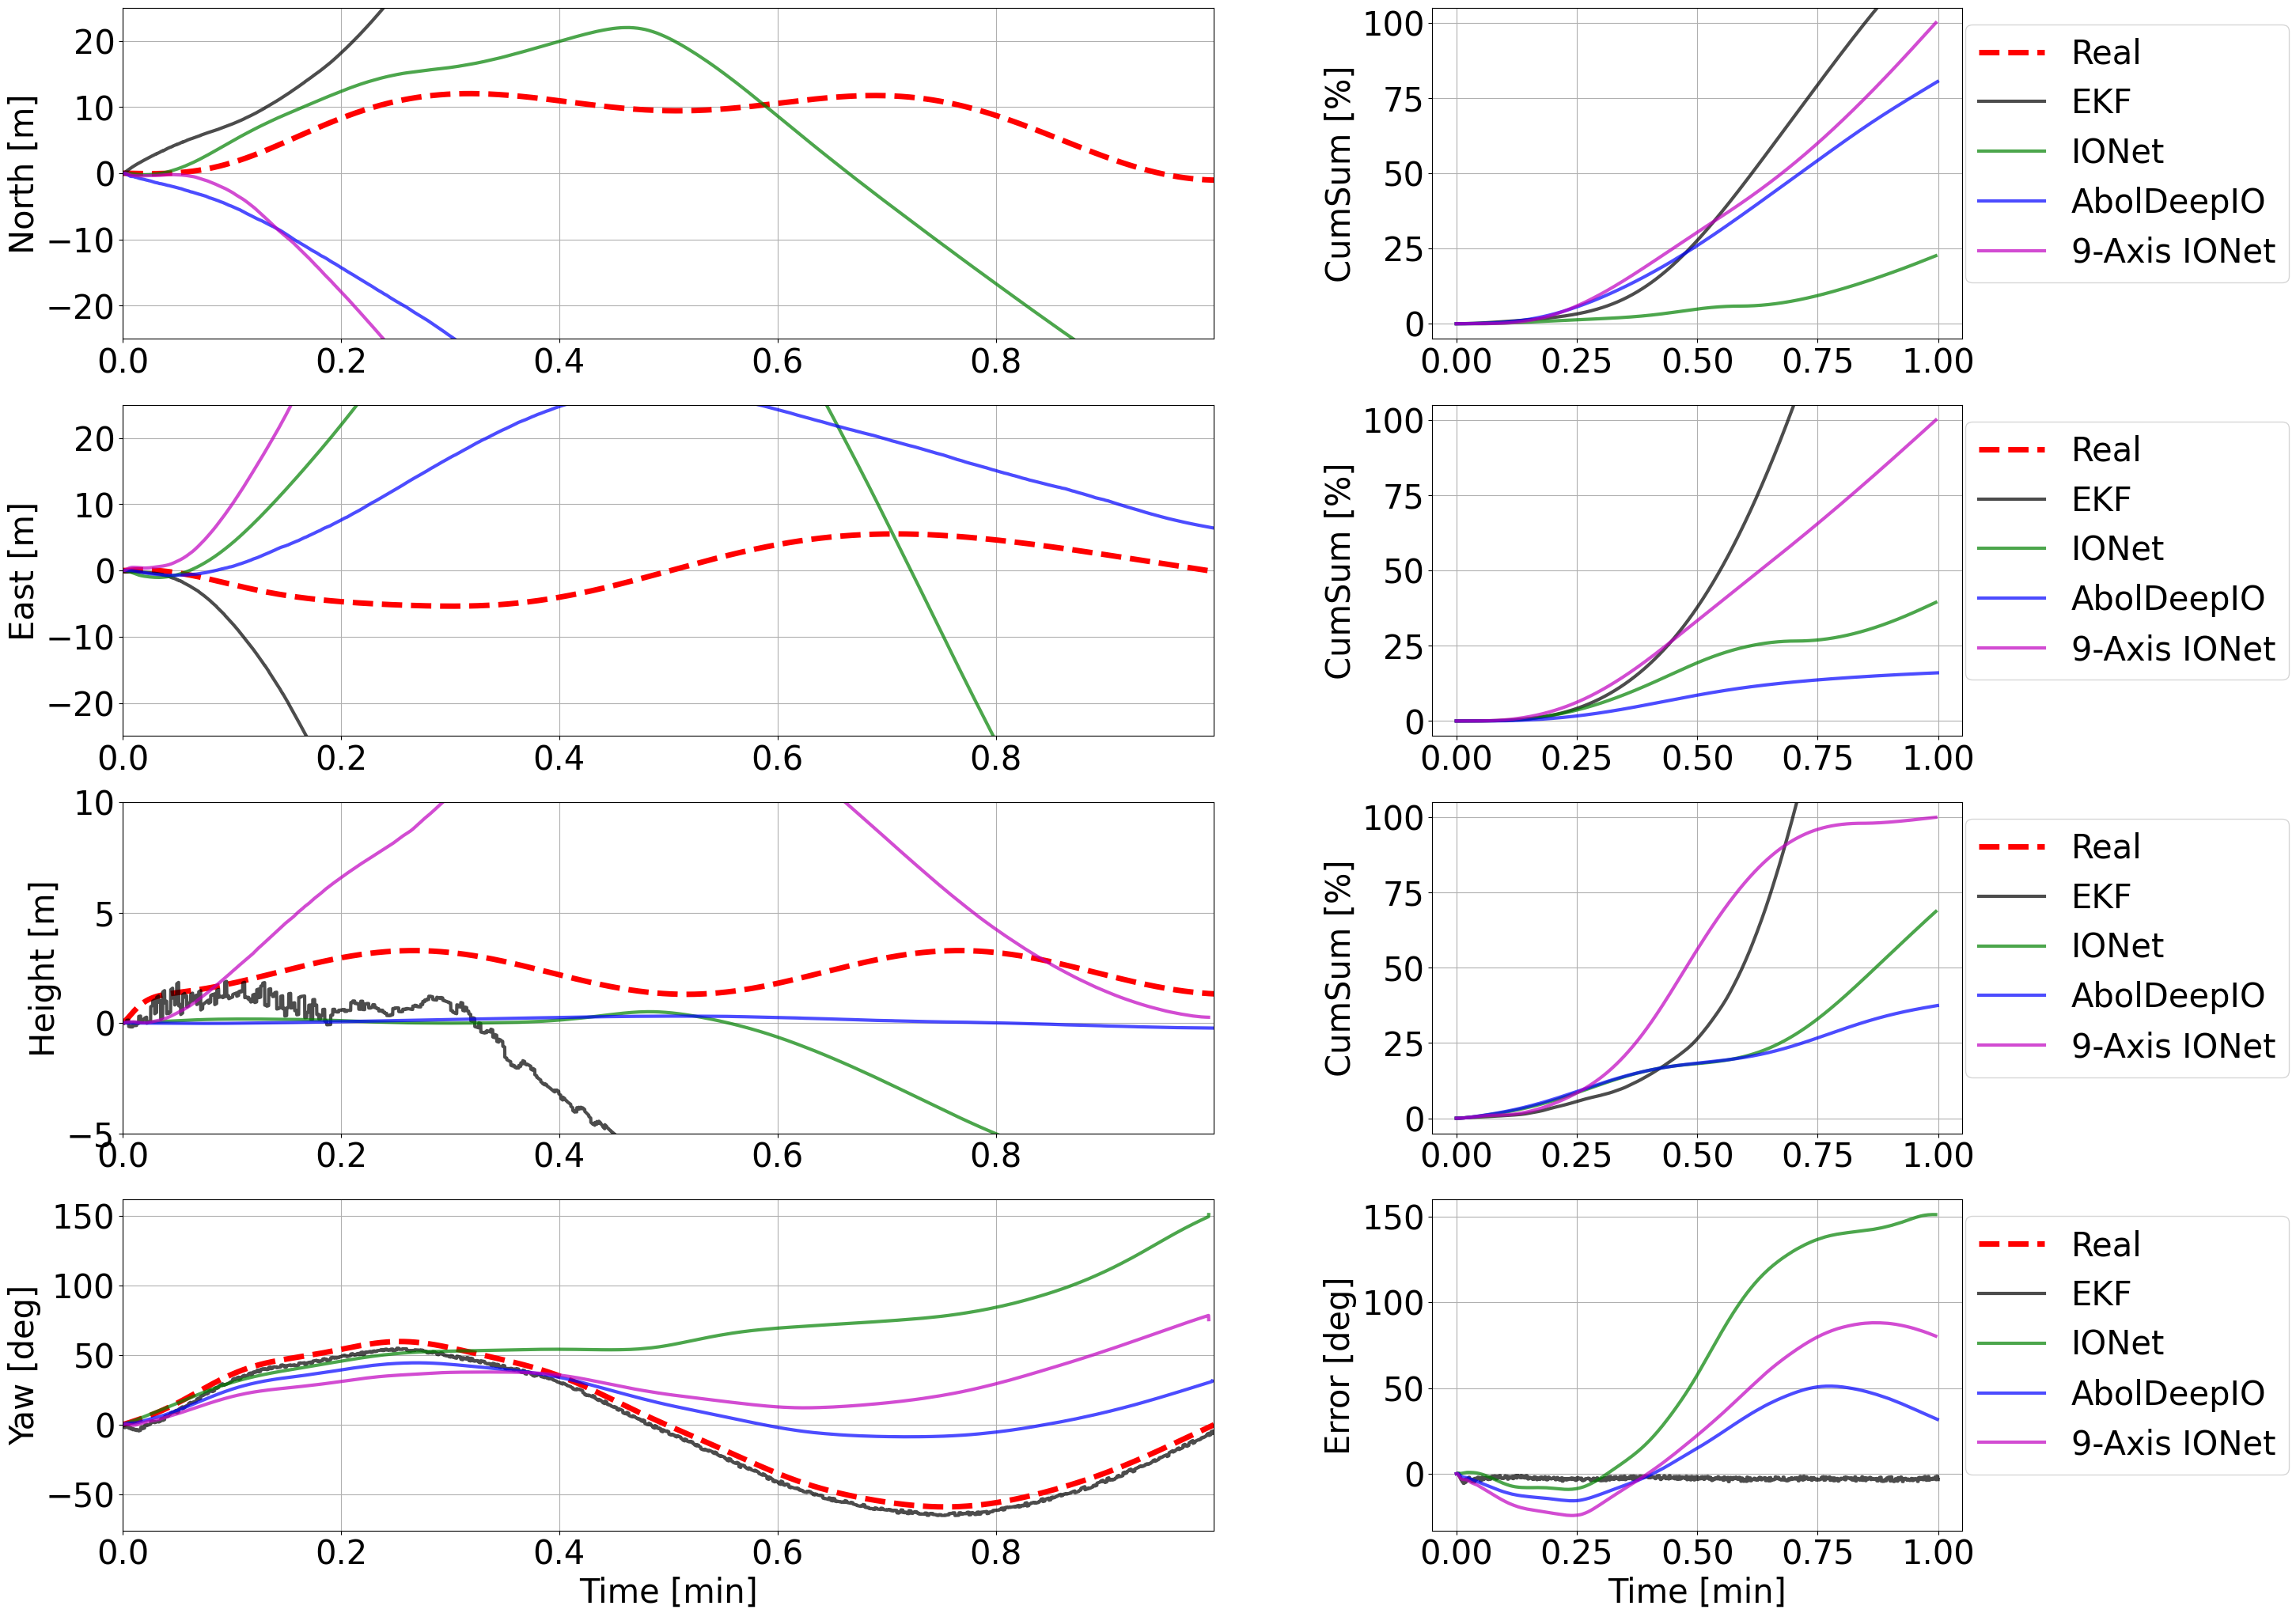 North [m]
20
10
0
−10
−20
0.0 0.2 0.4 0.6 0.8
CumSum [%]
100
75
50
25
0
0.00 0.25 0.50 0.75 1.00
Real
EKF
IONet
AbolDeepIO
9-Axis IONet
East [m]
20
10
0
−10
−20
0.0 0.2 0.4 0.6 0.8
CumSum [%]
100
75
50
25
0
0.00 0.25 0.50 0.75 1.00
Real
EKF
IONet
AbolDeepIO
9-Axis IONet
Height [m]
10
5
0
−5
0.0 0.2 0.4 0.6 0.8
CumSum [%]
100
75
50
25
0
0.00 0.25 0.50 0.75 1.00
Real
EKF
IONet
AbolDeepIO
9-Axis IONet
Yaw [deg]
150
100
50
0
−50
0.0 0.2 0.4 0.6 0.8
Time [min]
Error [deg]
150
100
50
0
0.00 0.25 0.50 0.75 1.00
Time [min]
Real
EKF
IONet
AbolDeepIO
9-Axis IONet